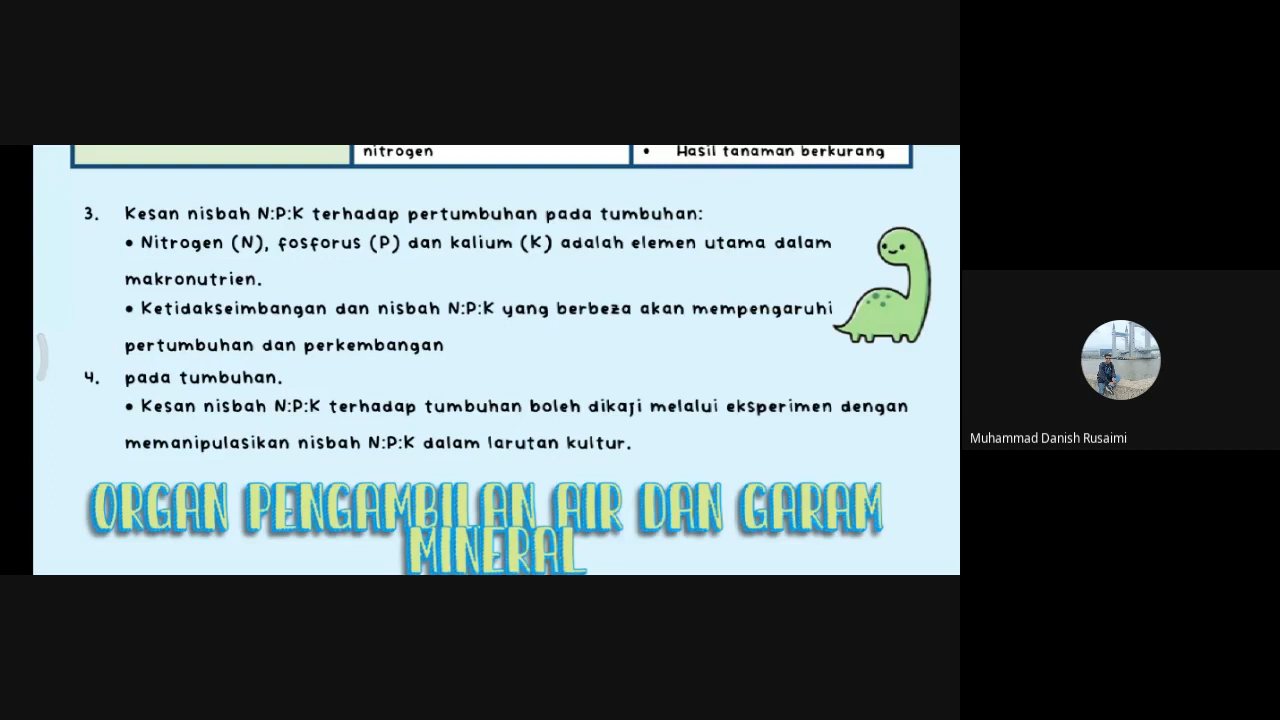 nitrogen
• Hasil tanaman berkurang
3. Kesan nisbah N:P:K terhadap pertumbuhan pada tumbuhan:
• Nitrogen (N), fosforus (P) dan kalium (K) adalah elemen utama dalam
makronutrien.
• Ketidakseimbangan dan nisbah N:P:K yang berbeza akan mempengaruhi
pertumbuhan dan perkembangan
4. pada tumbuhan.
• Kesan nisbah N:P:K terhadap tumbuhan boleh dikaji melalui eksperimen dengan
memanipulasikan nisbah N:P:K dalam larutan kultur.
ORGAN PENGAMBILAN AIR DAN GARAM
MINERAL
Muhammad Danish Rusaimi